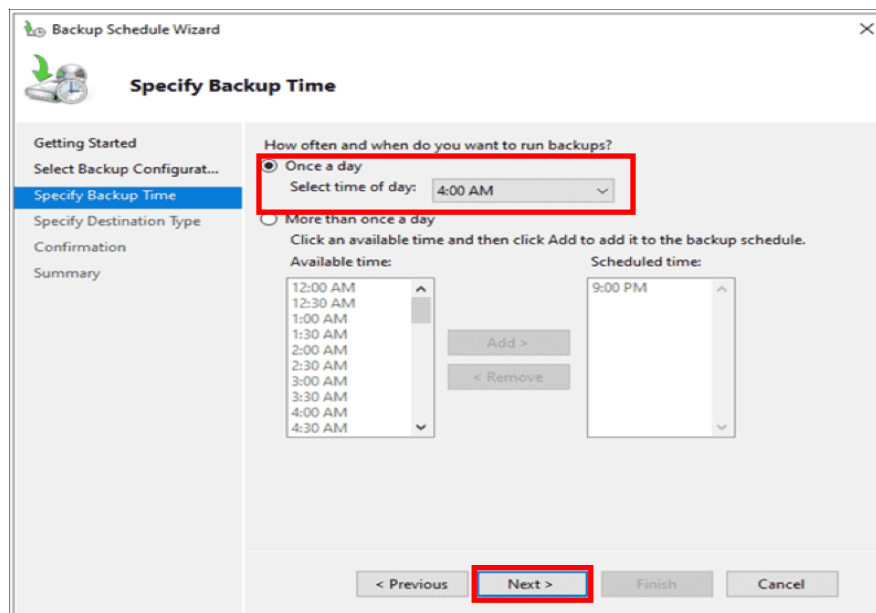 Backup Schedule Wizard
Specify Backup Time
Getting Started
Select Backup Configurat...
Specify Backup Time
Specify Destination Type
Confirmation
Summary
How often and when do you want to run backups?
Once a day
Select time of day: 4:00 AM
More than once a day
Click an available time and then click Add to add it to the backup schedule.
Available time: Scheduled time:
12:00 AM 9:00 PM
12:30 AM
1:00 AM
1:30 AM
2:00 AM
2:30 AM
3:00 AM
3:30 AM
4:00 AM
4:30 AM
Add >
< Remove
< Previous Next > Finish Cancel